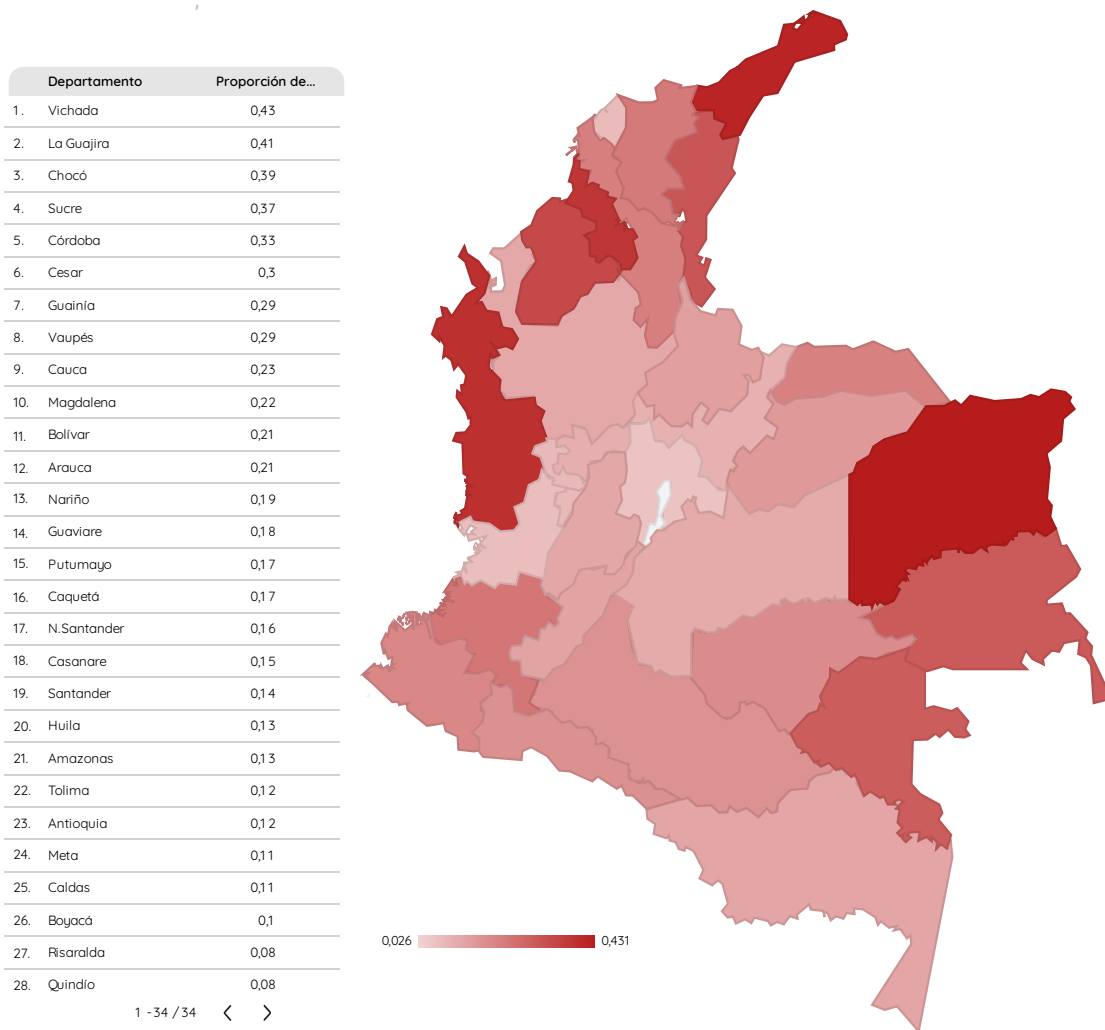 Departamento Proporción de...
1. Vichada 0,43
2. La Guajira 0,41
3. Chocó 0,39
4. Sucre 0,37
5. Córdoba 0,33
6. Cesar 0,3
7. Guainía 0,29
8. Vaupés 0,29
9. Cauca 0,23
10. Magdalena 0,22
11. Bolívar 0,21
12. Arauca 0,21
13. Nariño 0,19
14. Guaviare 0,18
15. Putumayo 0,17
16. Caquetá 0,17
17. N.Santander 0,16
18. Casanare 0,15
19. Santander 0,14
20. Huila 0,13
21. Amazonas 0,13
22. Tolima 0,12
23. Antioquia 0,12
24. Meta 0,11
25. Caldas 0,11
26. Boyacá 0,1
27. Risaralda 0,08
28. Quindío 0,08
1 - 34 / 34
0,026 0,431